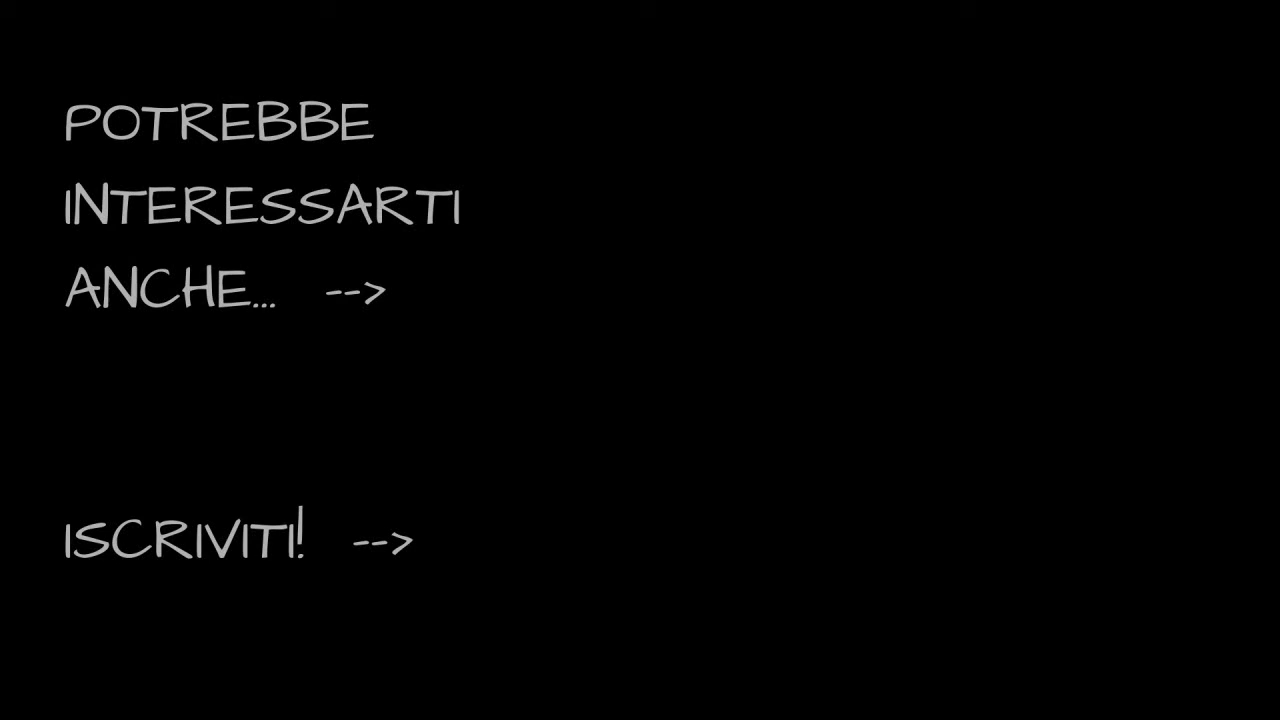 POTREBBE
INTERESSARTI
ANCHE... -->
ISCRIVITI! -->